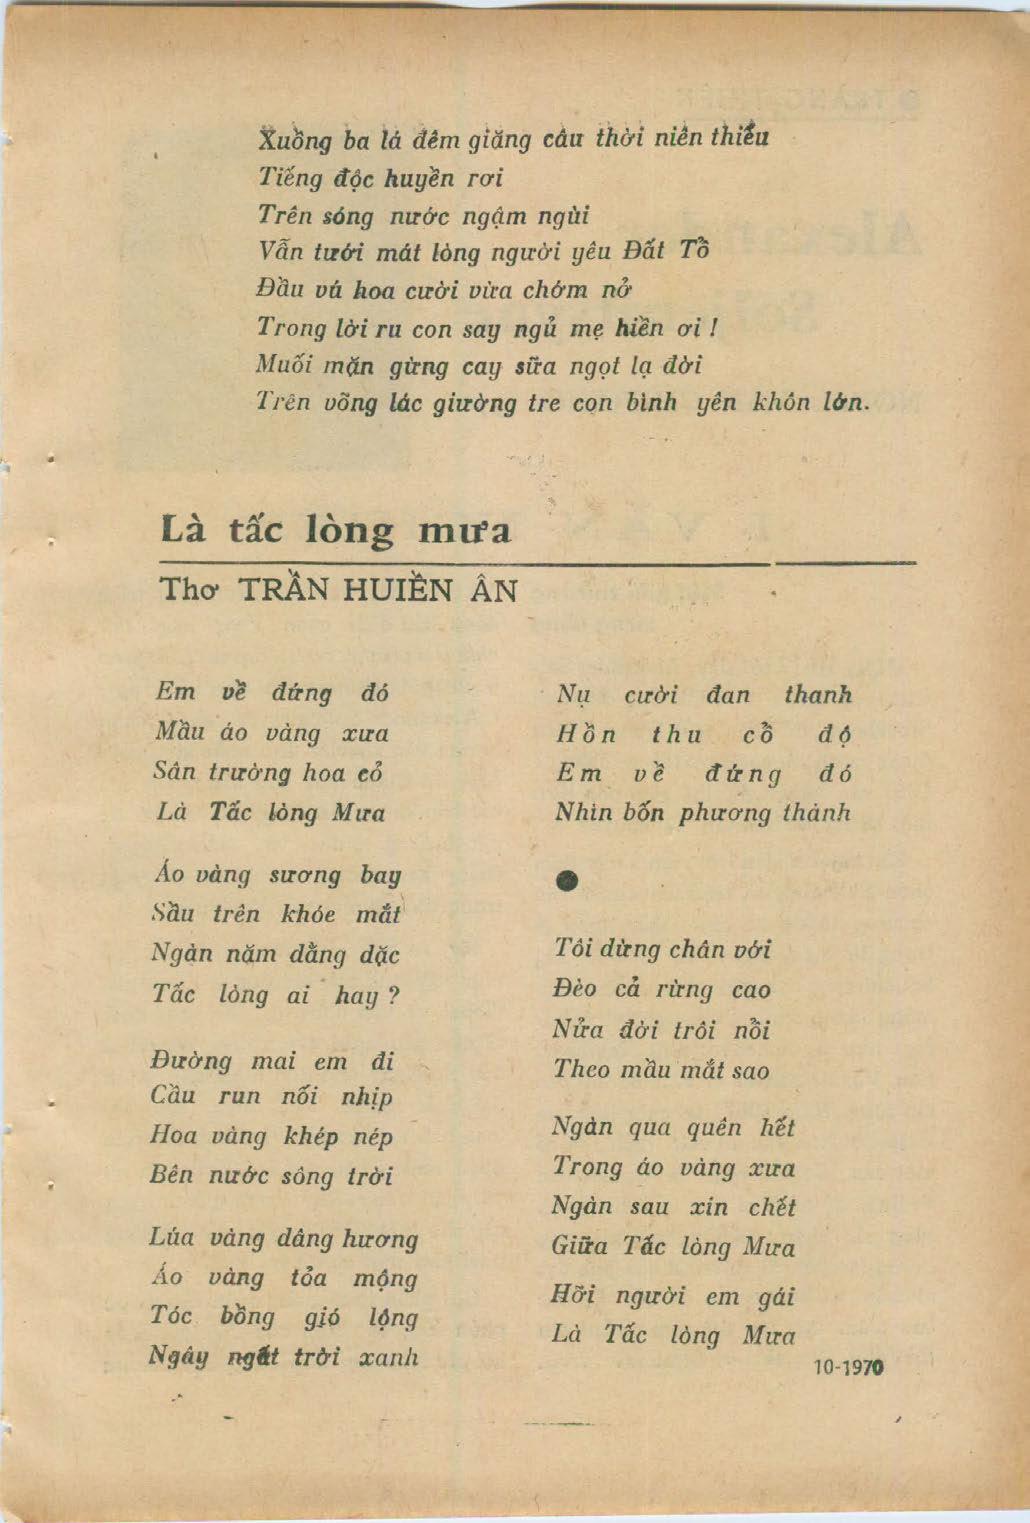 Xuồng ba lá đêm giăng câu thời niên thiếu
Tiếng độc huyền rơi
Trên sóng nước ngậm ngùi
Vẫn tưới mát lòng người yêu Đất Tổ
Đầu vá hoa cười vừa chớm nở
Trong lời ru con say ngủ mẹ hiền ơi !
Muối mặn gừng cay sữa ngọt lạ đời
Trên võng lác giường tre con bình yên khôn lớn.
Là tấc lòng mưa
Thơ TRẦN HUIỀN ÂN
Em về đứng đó
Mầu áo vàng xưa
Sân trường hoa cỏ
Là Tấc lòng Mưa
Áo vàng sương bay
Sầu trên khóe mắt
Ngàn năm dằng dặc
Tấc lòng ai hay ?
Đường mai em đi
Cầu run nối nhịp
Hoa vàng khép nép
Bên nước sông trời
Lúa vàng dâng hương
Áo vàng tỏa mộng
Tóc bồng gió lộng
Ngây ngất trời xanh
Nụ cười đan thanh
Hồn thu cổ độ
Em về đứng đó
Nhìn bốn phương thành
Tôi dừng chân với
Đèo cả rừng cao
Nửa đời trôi nổi
Theo mầu mắt sao
Ngàn qua quên hết
Trong áo vàng xưa
Ngàn sau xin chết
Giữa Tấc lòng Mưa
Hỡi người em gái
Là Tấc lòng Mưa
10-1970